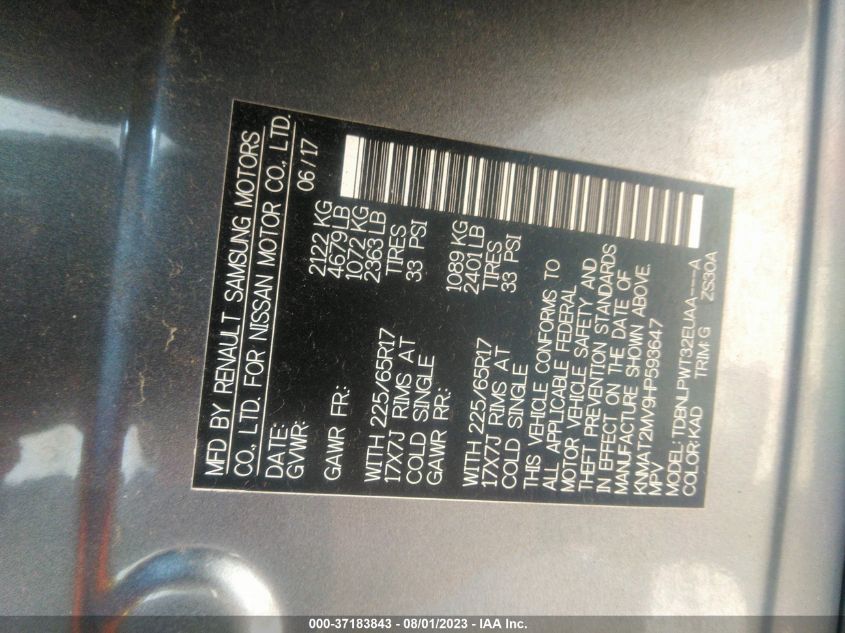 MFD BY RENAULT SAMSUNG MOTORS
CO., LTD. FOR NISSAN MOTOR CO., LTD.
DATE: 06/17
GVWR: 2122 KG
4679 LB
GAWR FR: 1072 KG
2363 LB
WITH 225/65R17 TIRES
17X7J RIMS AT 33 PSI
COLD SINGLE
GAWR RR: 1089 KG
2401 LB
WITH 225/65R17 TIRES
17X7J RIMS AT 33 PSI
COLD SINGLE
THIS VEHICLE CONFORMS TO
ALL APPLICABLE FEDERAL
MOTOR VEHICLE SAFETY AND
THEFT PREVENTION STANDARDS
IN EFFECT ON THE DATE OF
MANUFACTURE SHOWN ABOVE.
KNMAT2MV9HP593647
MPV
MODEL: TDBNLPWT32EUAA----A
COLOR: KAD TRIM: G ZS30A
000-37183843 - 08/01/2023 - IAA Inc.